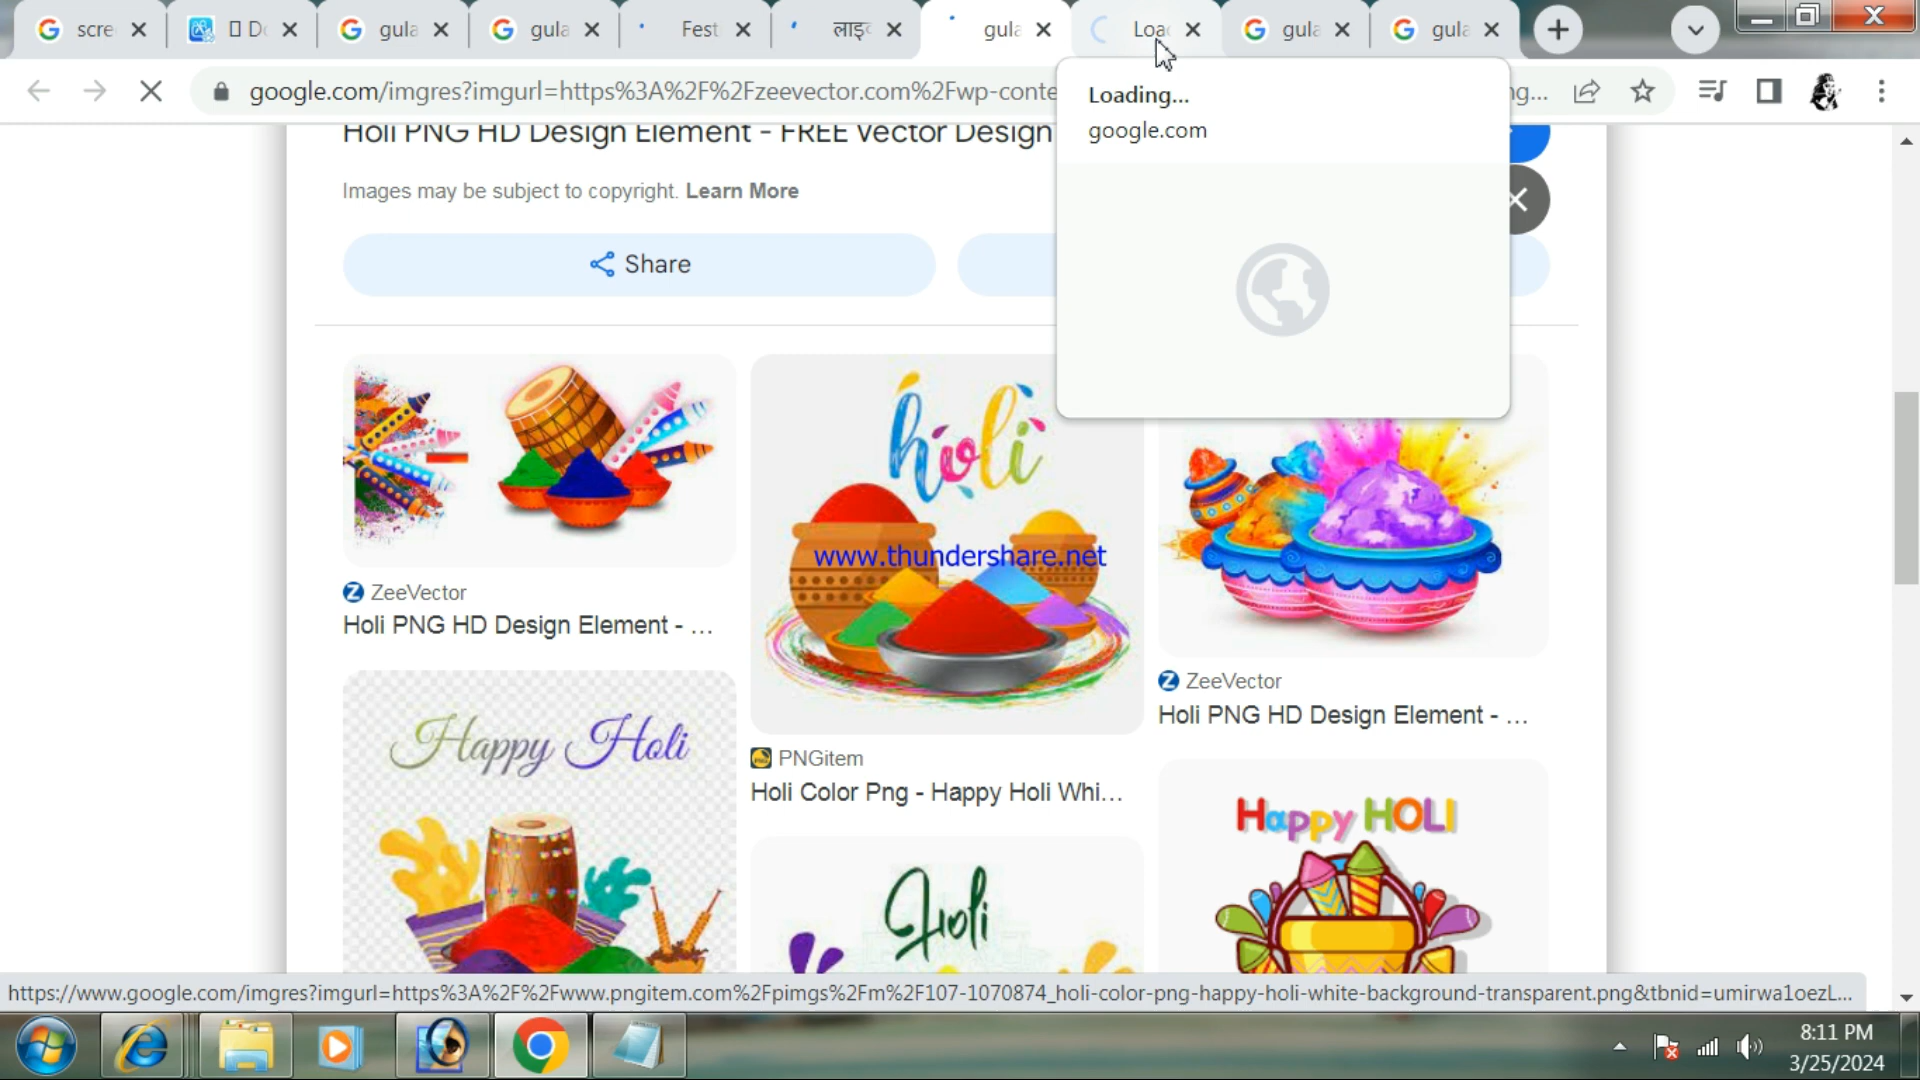 scre
Do
gula
gula
Fest
लाइव
gula
Loac
gula
gula
google.com/imgres?imgurl=https%3A%2F%2Fzeevector.com%2Fwp-conte
ng...
Loading...
google.com
Holi PNG HD Design Element - FREE Vector Design
Images may be subject to copyright. Learn More
Share
holi
www.thundershare.net
ZeeVector
Holi PNG HD Design Element - ...
ZeeVector
Holi PNG HD Design Element - ...
Happy Holi
PNGitem
Holi Color Png - Happy Holi Whi...
Happy HOLI
Holi
https://www.google.com/imgres?imgurl=https%3A%2F%2Fwww.pngitem.com%2Fpimgs%2Fm%2F107-1070874_holi-color-png-happy-holi-white-background-transparent.png&tbnid=umirwa1oezL...
8:11 PM
3/25/2024